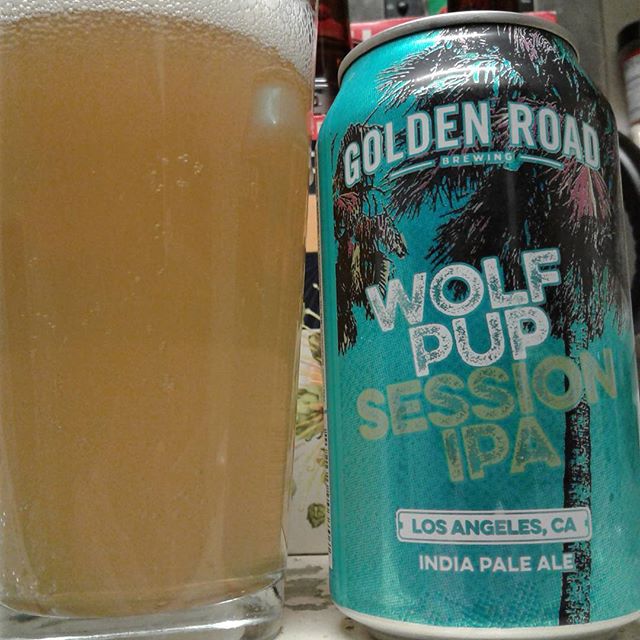 GOLDEN ROAD
BREWING
WOLF
PUP
SESSION
IPA
LOS ANGELES, CA
INDIA PALE ALE